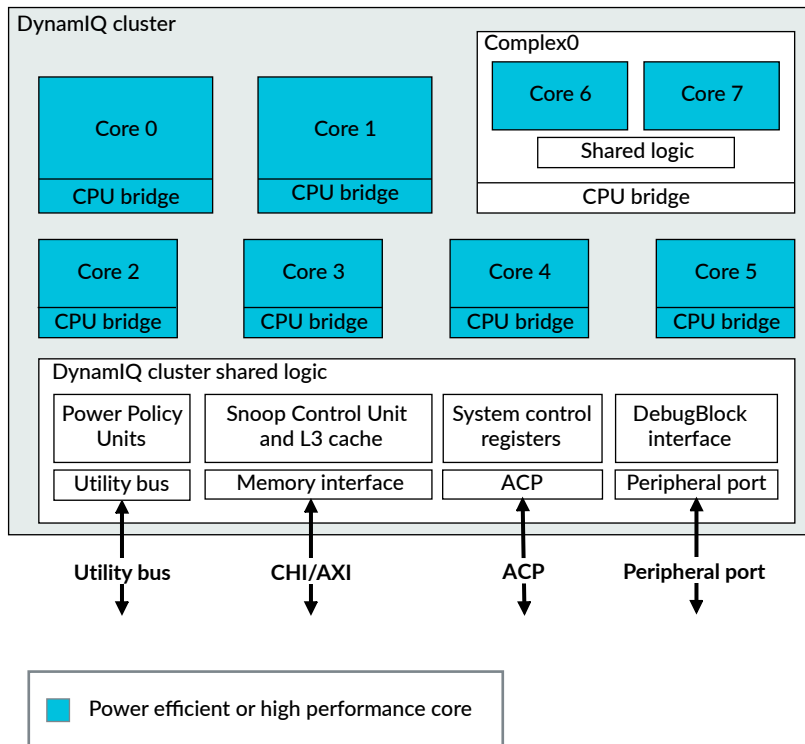 DynamIQ cluster
Complex0
Core 6
Core 7
Core 0
Core 1
Shared logic
CPU bridge
CPU bridge
CPU bridge
Core 2
Core 3
Core 4
Core 5
CPU bridge
CPU bridge
CPU bridge
CPU bridge
DynamIQ cluster shared logic
Power Policy
Units
Snoop Control Unit
and L3 cache
System control
registers
DebugBlock
interface
Utility bus
Memory interface
ACP
Peripheral port
Utility bus
CHI/AXI
ACP
Peripheral port
Power efficient or high performance core